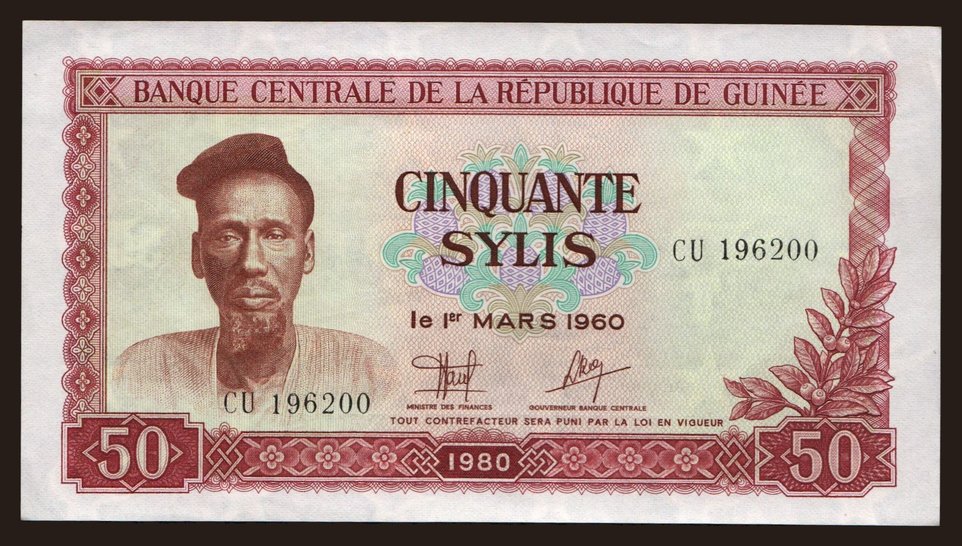 BANQUE CENTRALE DE LA RÉPUBLIQUE DE GUINÉE
CINQUANTE
SYLIS
CU 196200
le 1er MARS 1960
CU 196200
MINISTRE DES FINANCES GOUVERNEUR BANQUE CENTRALE
TOUT CONTREFACTEUR SERA PUNI PAR LA LOI EN VIGUEUR
50 1980 50